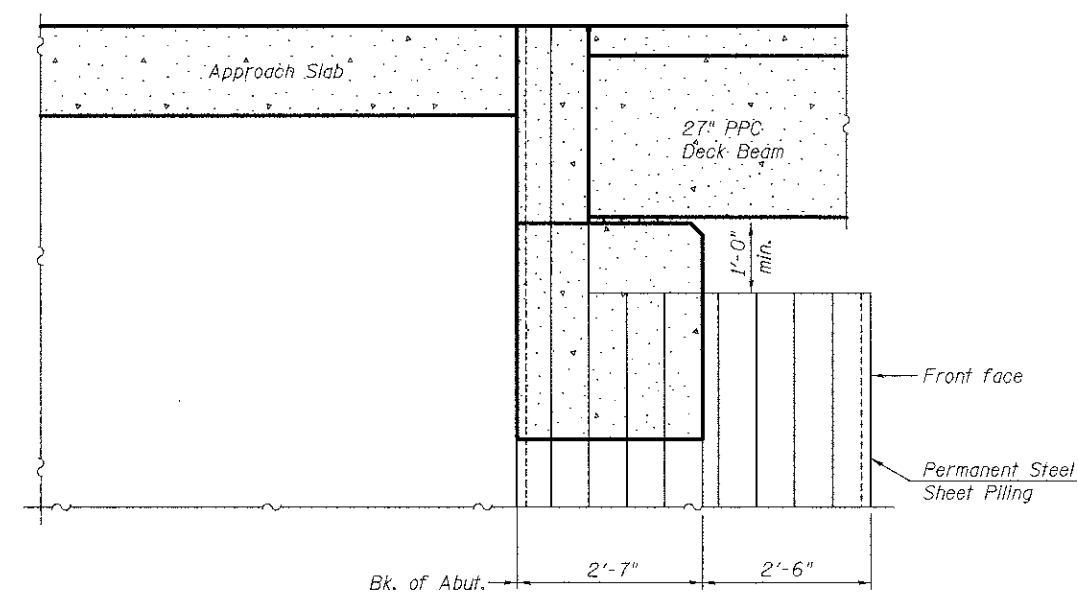 Approach Slab
27" PPC
Deck Beam
1'-0"
min.
Front face
Permanent Steel
Sheet Piling
Bk. of Abut.
2'-7"
2'-6"